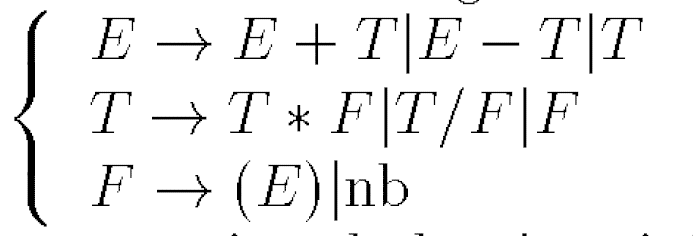 E → E + T|E − T|T
T → T ∗ F|T/F|F
F → (E)|nb